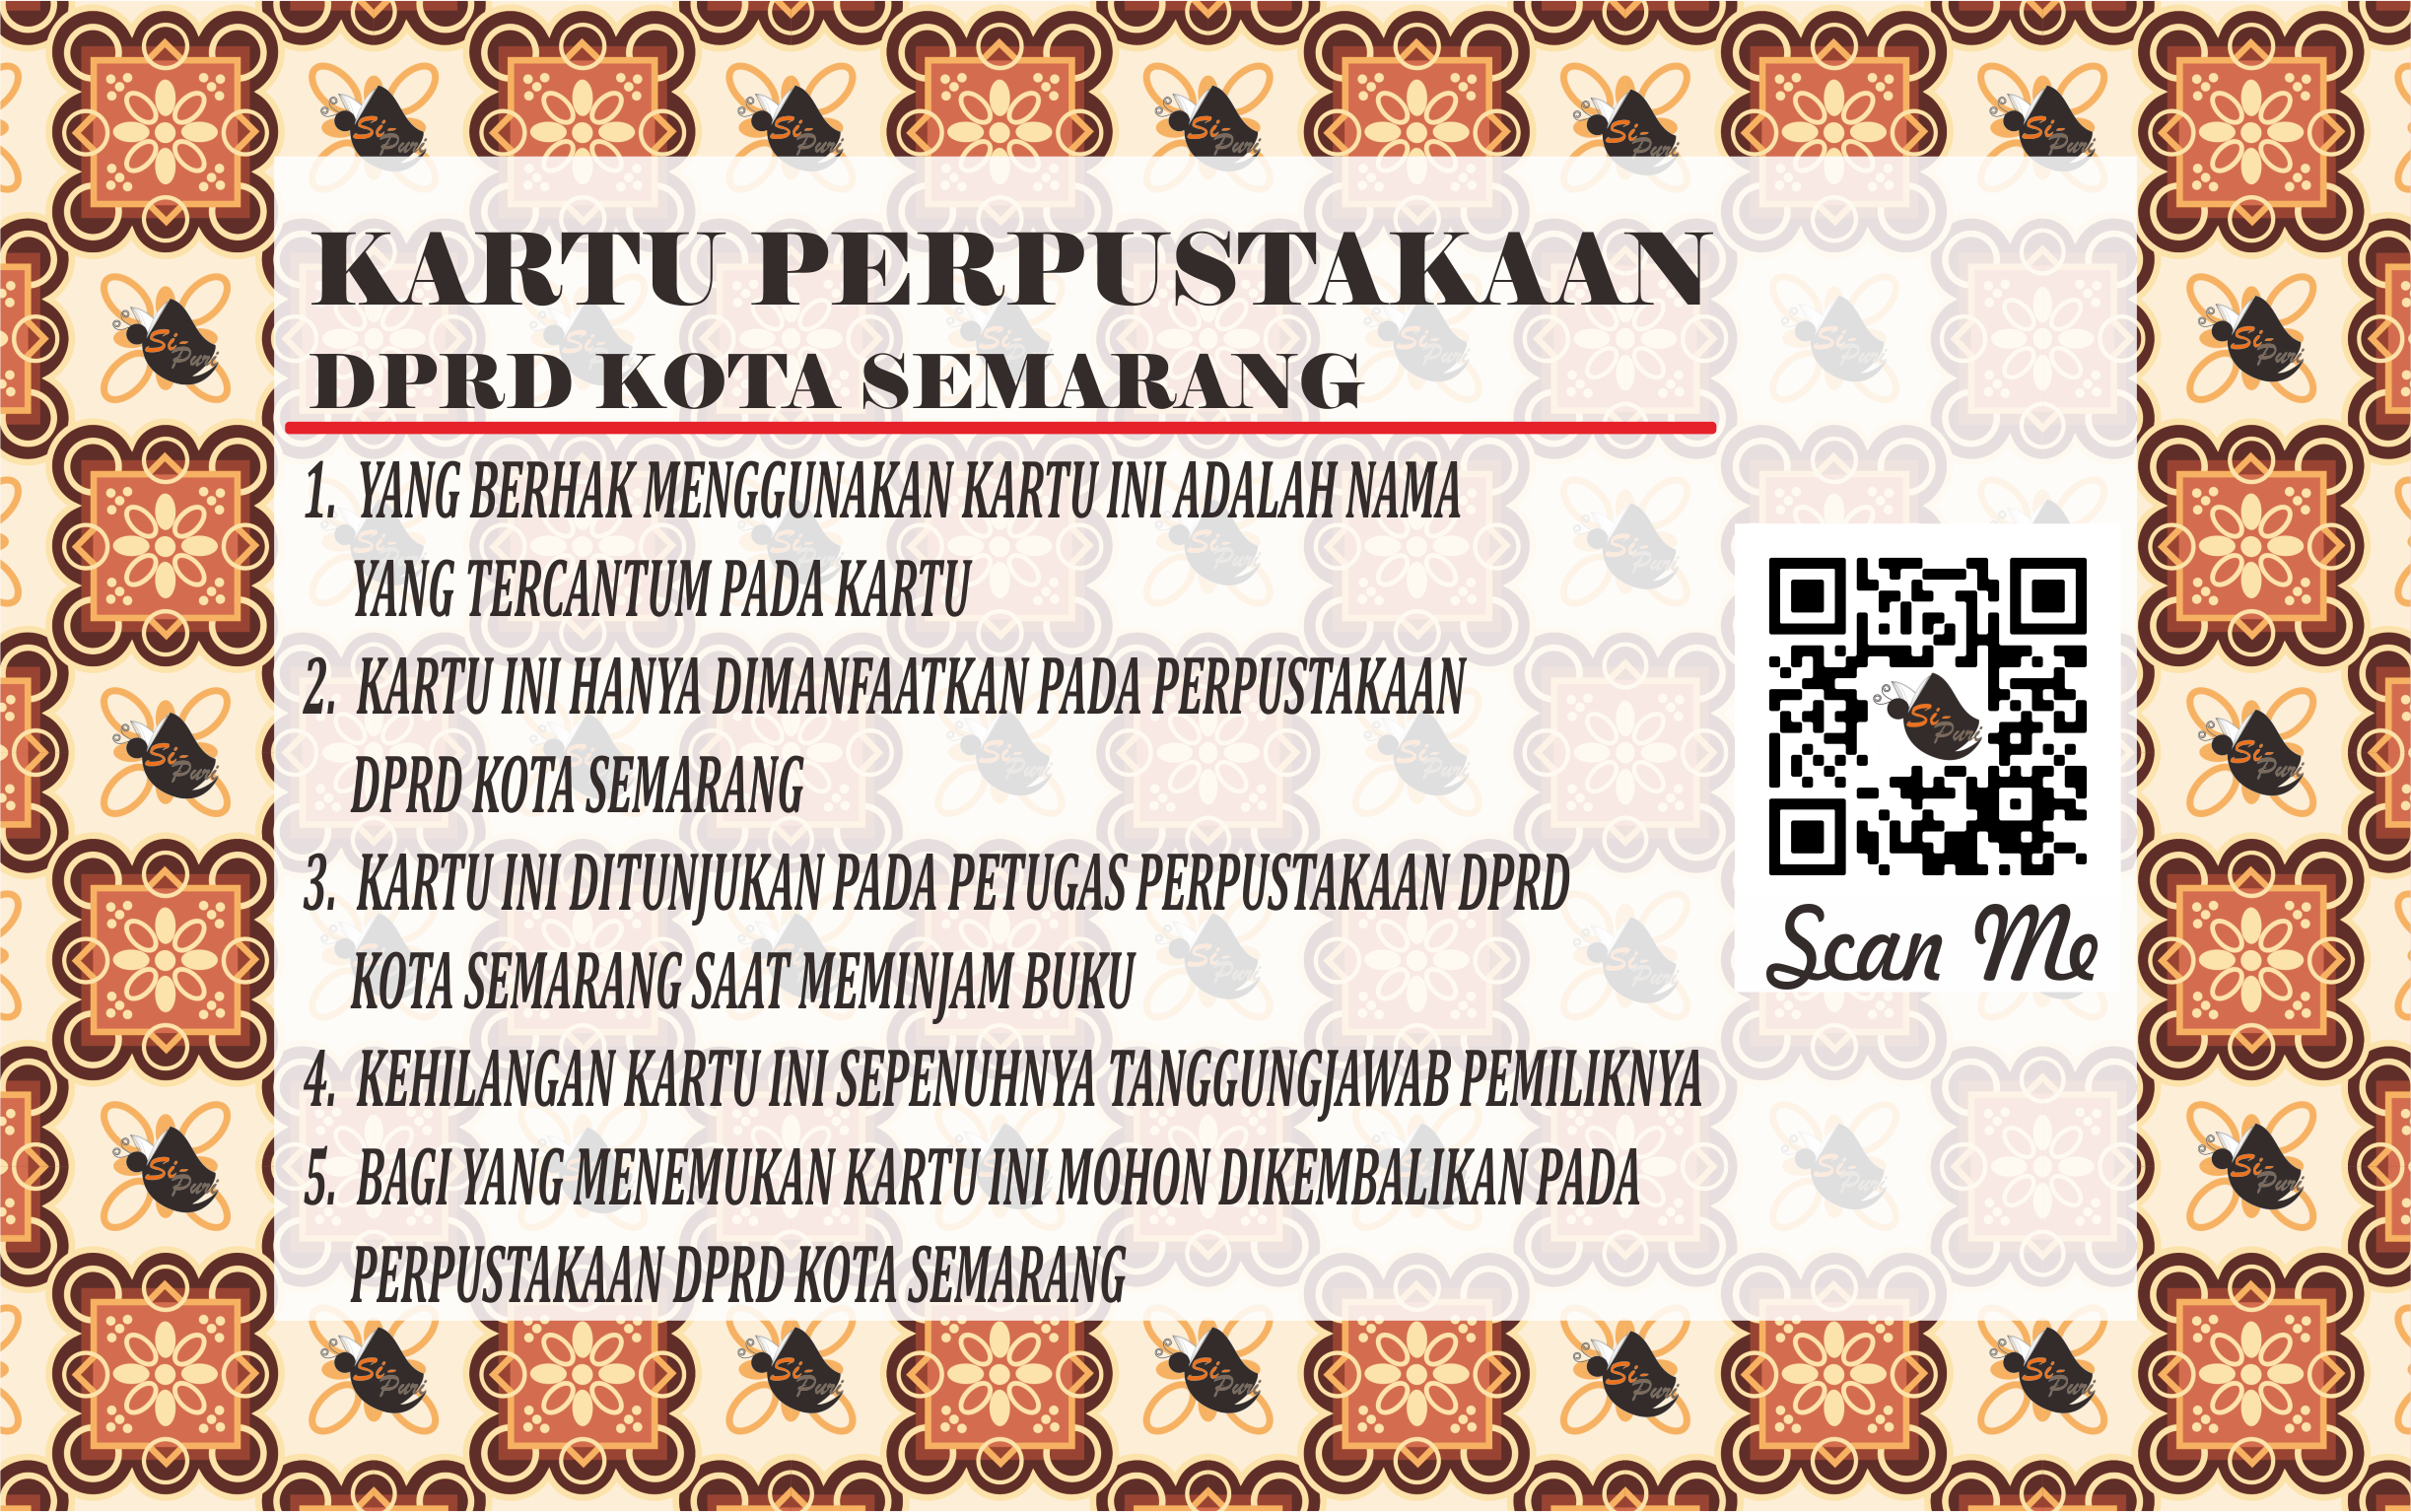 KARTU PERPUSTAKAAN
DPRD KOTA SEMARANG
1. YANG BERHAK MENGGUNAKAN KARTU INI ADALAH NAMA
YANG TERCANTUM PADA KARTU
2. KARTU INI HANYA DIMANFAATKAN PADA PERPUSTAKAAN
DPRD KOTA SEMARANG
3. KARTU INI DITUNJUKAN PADA PETUGAS PERPUSTAKAAN DPRD
KOTA SEMARANG SAAT MEMINJAM BUKU
4. KEHILANGAN KARTU INI SEPENUHNYA TANGGUNGJAWAB PEMILIKNYA
5. BAGI YANG MENEMUKAN KARTU INI MOHON DIKEMBALIKAN PADA
PERPUSTAKAAN DPRD KOTA SEMARANG
Si-
Puri
Scan Me